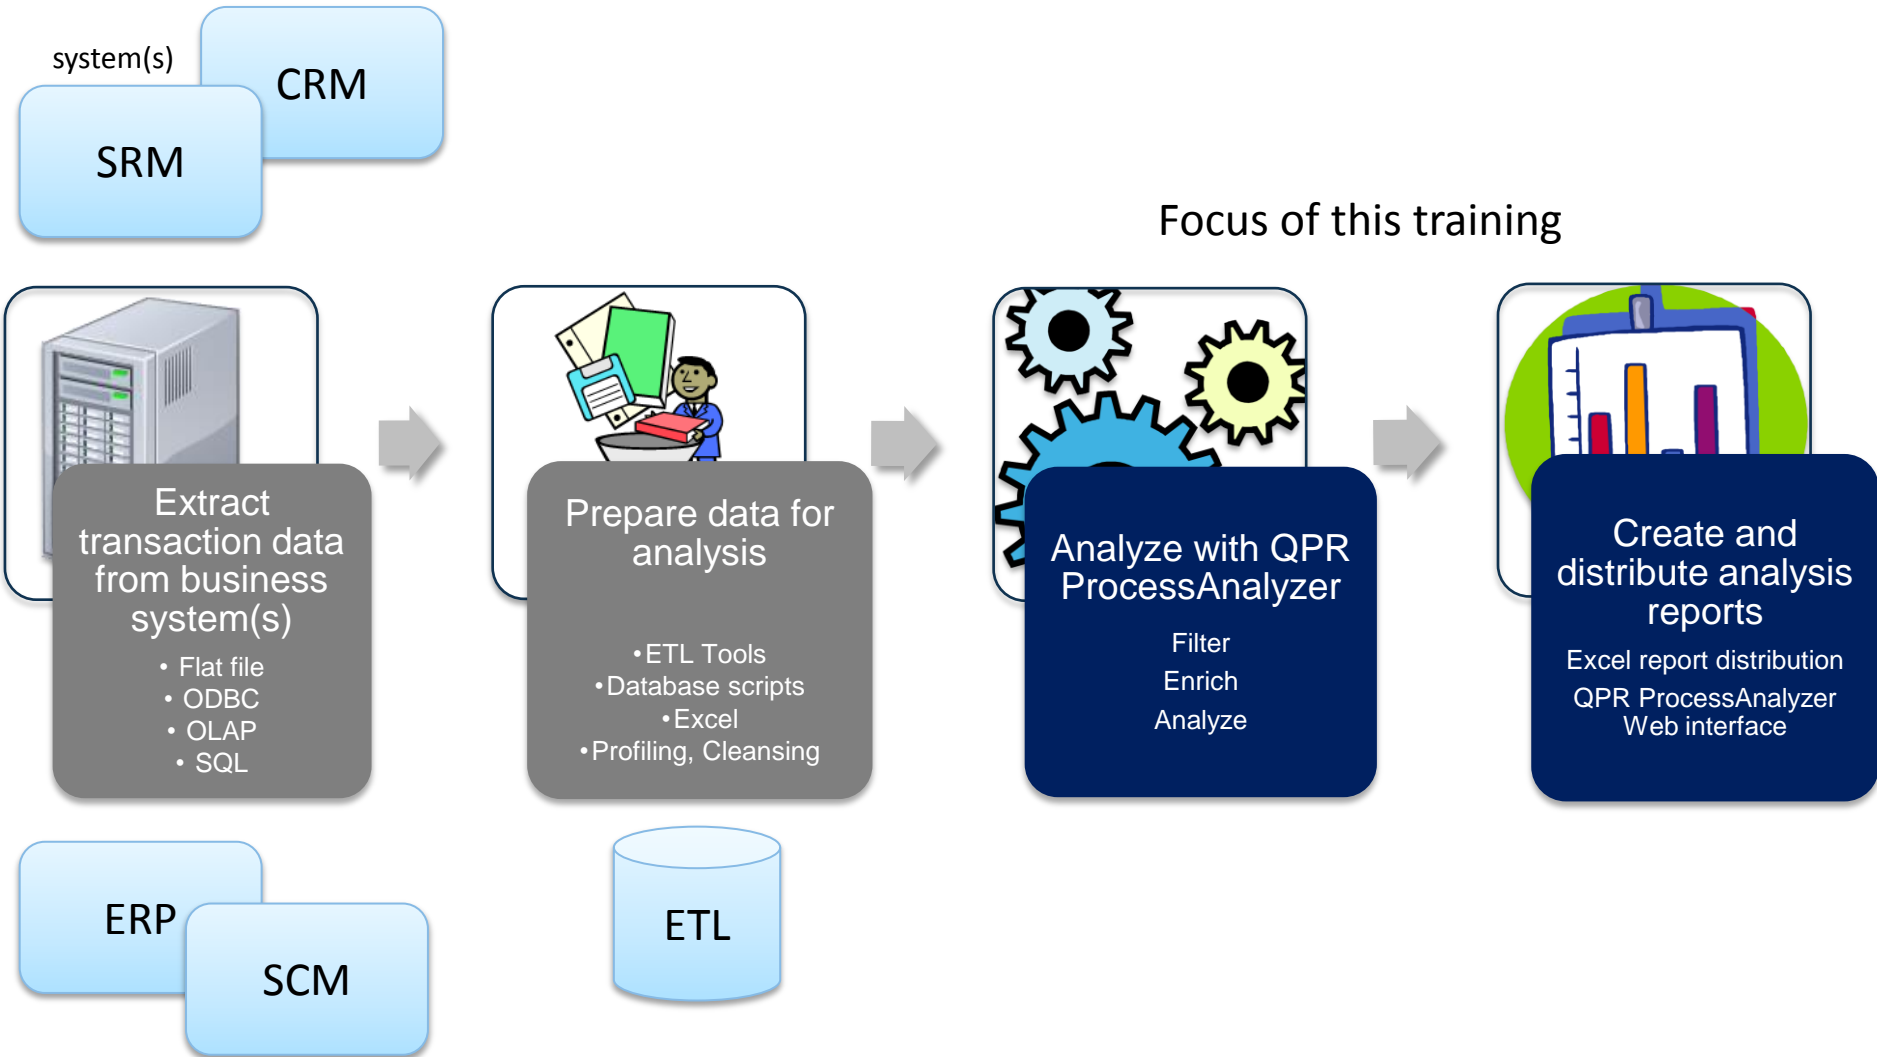 system(s)
CRM
SRM
Focus of this training
Extract
transaction data
from business
system(s)
• Flat file
• ODBC
• OLAP
• SQL
Prepare data for
analysis
• ETL Tools
• Database scripts
• Excel
• Profiling, Cleansing
Analyze with QPR
ProcessAnalyzer
Filter
Enrich
Analyze
Create and
distribute analysis
reports
Excel report distribution
QPR ProcessAnalyzer
Web interface
ERP
SCM
ETL